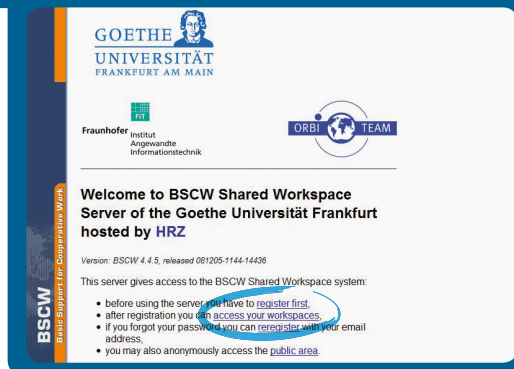 GOETHE
UNIVERSITÄT
FRANKFURT AM MAIN
FIT
Fraunhofer Institut
Angewandte
Informationstechnik
ORBI TEAM
Welcome to BSCW Shared Workspace
Server of the Goethe Universität Frankfurt
hosted by HRZ
Version: BSCW 4.4.5, released 081205-1144-14436
This server gives access to the BSCW Shared Workspace system:
• before using the server you have to register first,
• after registration you can access your workspaces,
• if you forgot your password you can reregister with your email
address,
• you may also anonymously access the public area.
BSCW
Basic Support for Cooperative Work